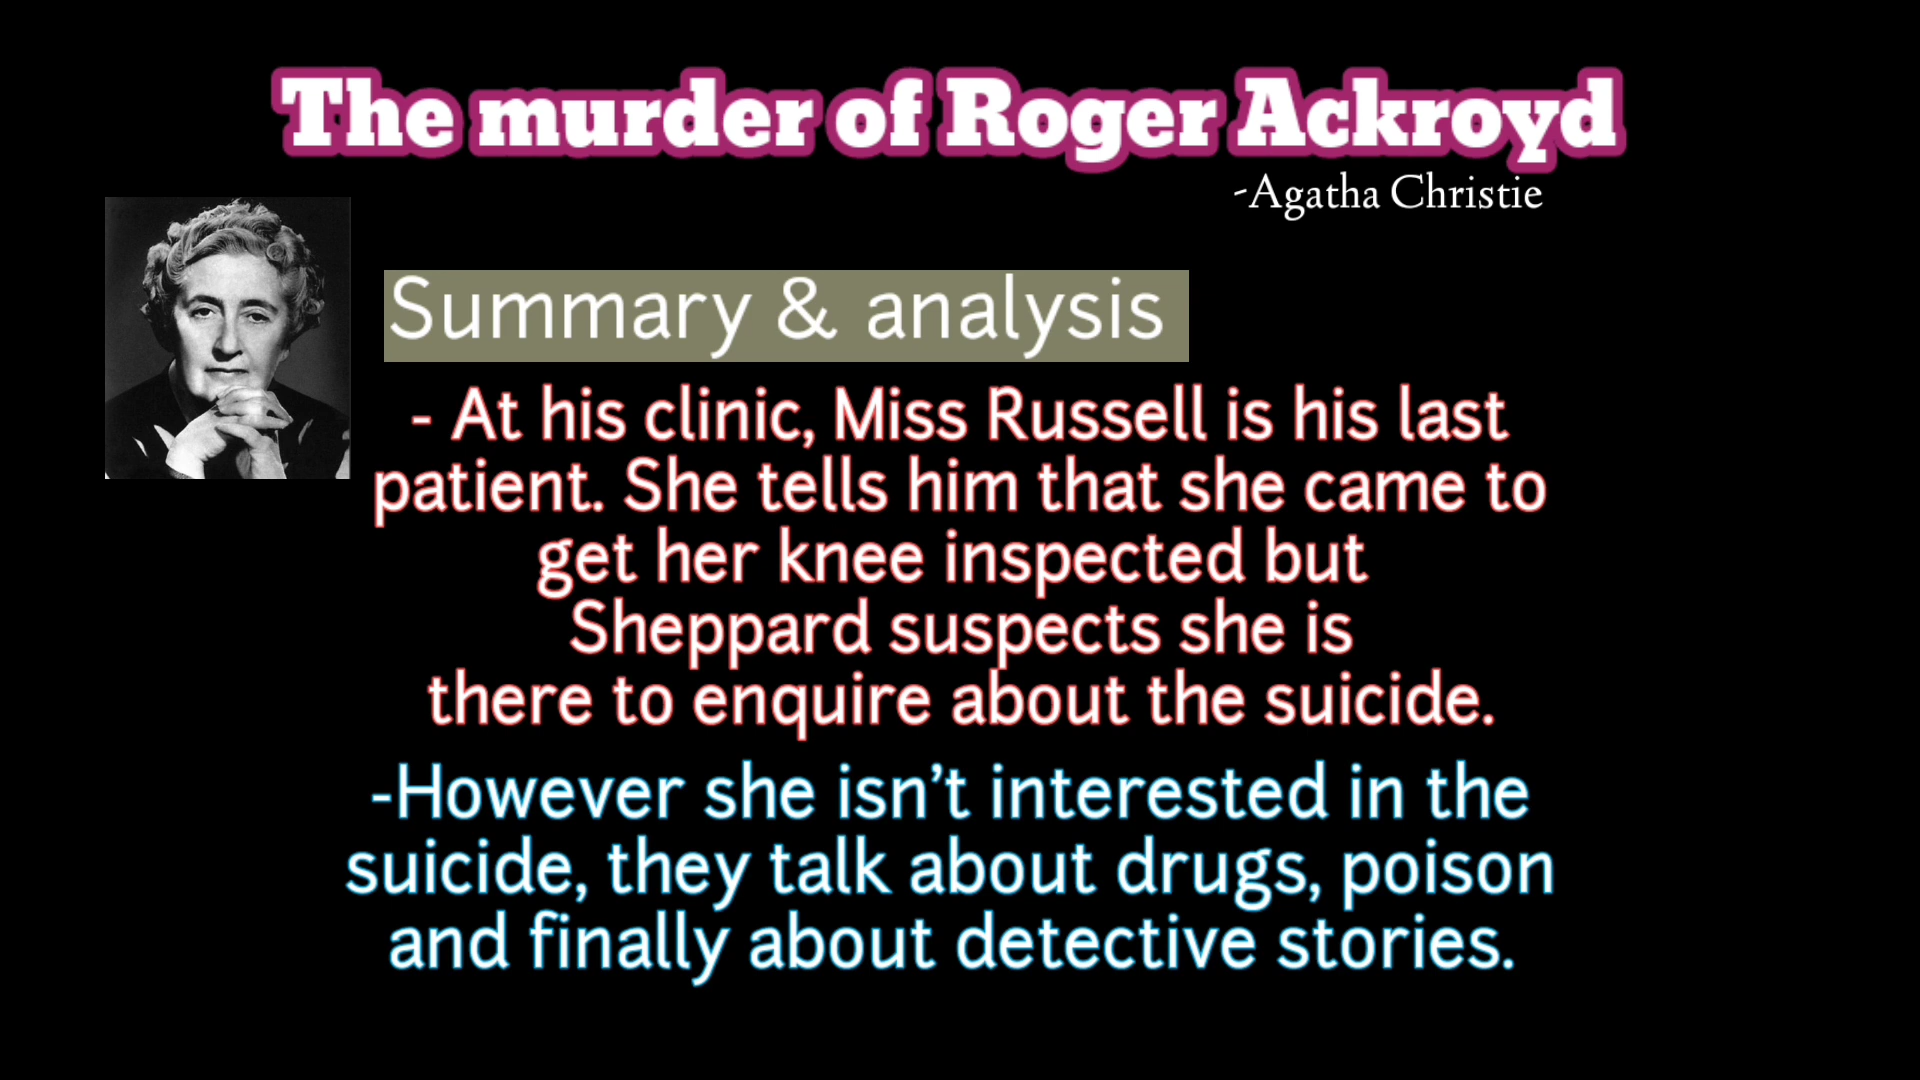 The murder of Roger Ackroyd
-Agatha Christie
Summary & analysis
- At his clinic, Miss Russell is his last
patient. She tells him that she came to
get her knee inspected but
Sheppard suspects she is
there to enquire about the suicide.
-However she isn’t interested in the
suicide, they talk about drugs, poison
and finally about detective stories.